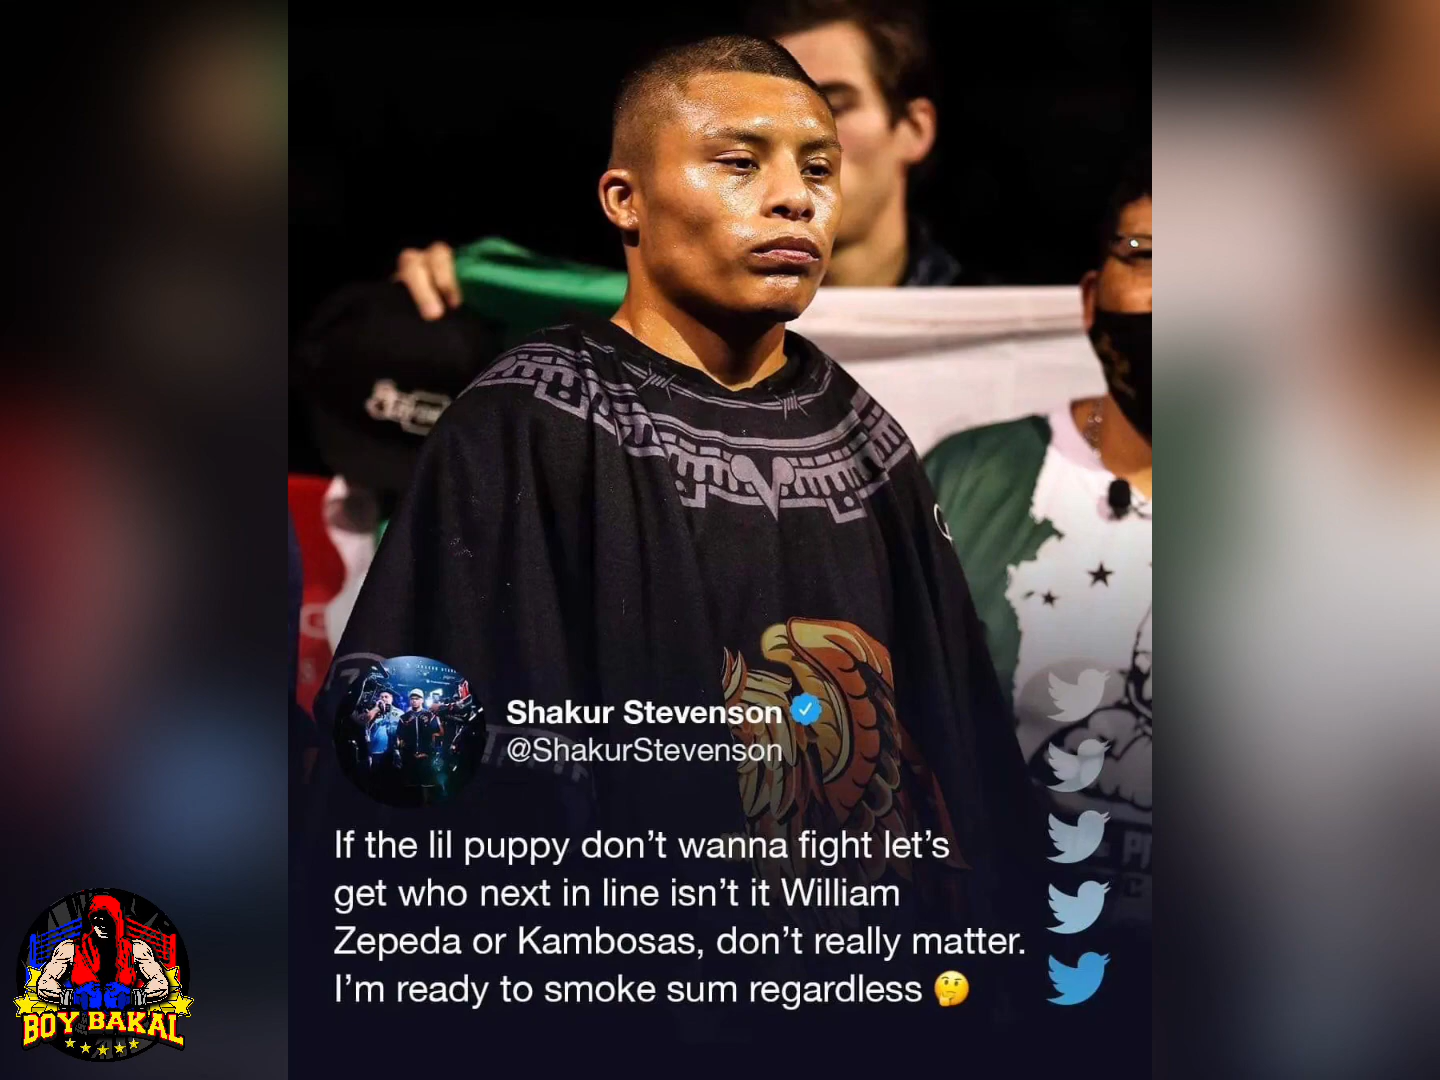 Shakur Stevenson
@ShakurStevenson
If the lil puppy don't wanna fight let's
get who next in line isn't it William
Zepeda or Kambosas, don't really matter.
I'm ready to smoke sum regardless 🤔
BOY BAKAL